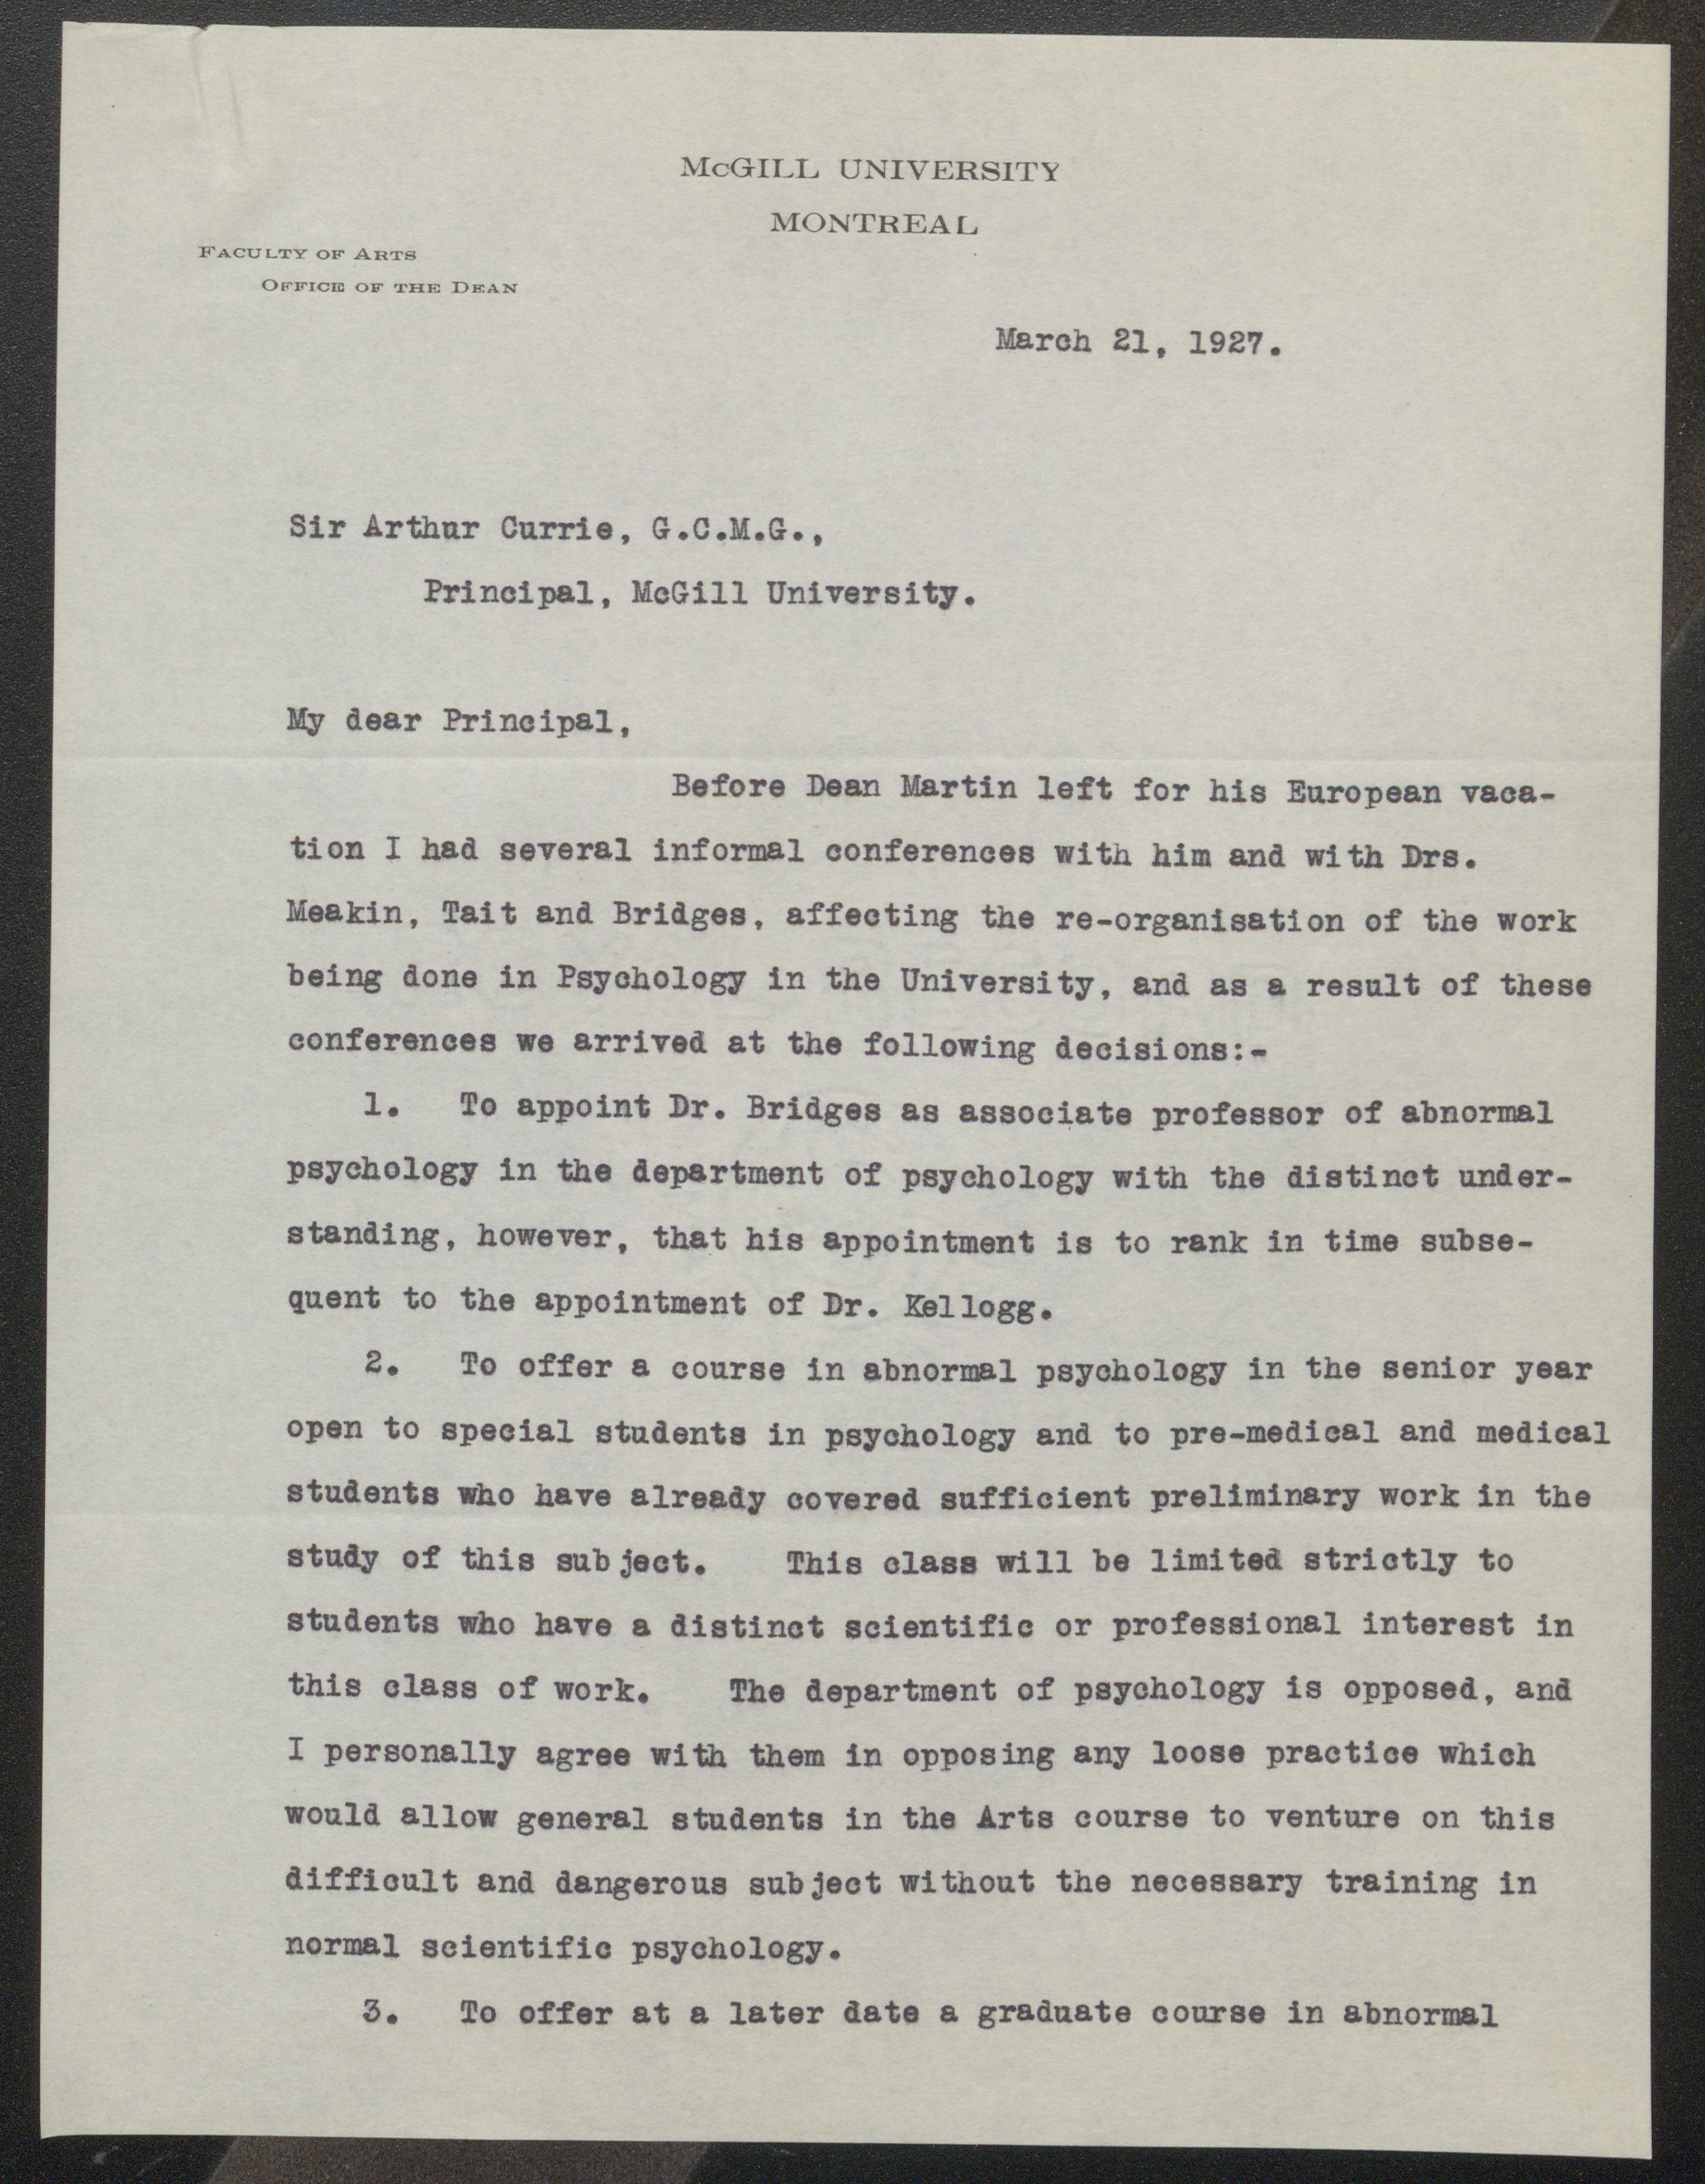 McGILL UNIVERSITY
MONTREAL
FACULTY OF ARTS
OFFICE OF THE DEAN
March 21, 1927.
Sir Arthur Currie, G.C.M.G.,
Principal, McGill University.
My dear Principal,
Before Dean Martin left for his European vaca-
tion I had several informal conferences with him and with Drs.
Meakin, Tait and Bridges, affecting the re-organisation of the work
being done in Psychology in the University, and as a result of these
conferences we arrived at the following decisions:-
1. To appoint Dr. Bridges as associate professor of abnormal
psychology in the department of psychology with the distinct under-
standing, however, that his appointment is to rank in time subse-
quent to the appointment of Dr. Kellogg.
2. To offer a course in abnormal psychology in the senior year
open to special students in psychology and to pre-medical and medical
students who have already covered sufficient preliminary work in the
study of this subject. This class will be limited strictly to
students who have a distinct scientific or professional interest in
this class of work. The department of psychology is opposed, and
I personally agree with them in opposing any loose practice which
would allow general students in the Arts course to venture on this
difficult and dangerous subject without the necessary training in
normal scientific psychology.
3. To offer at a later date a graduate course in abnormal